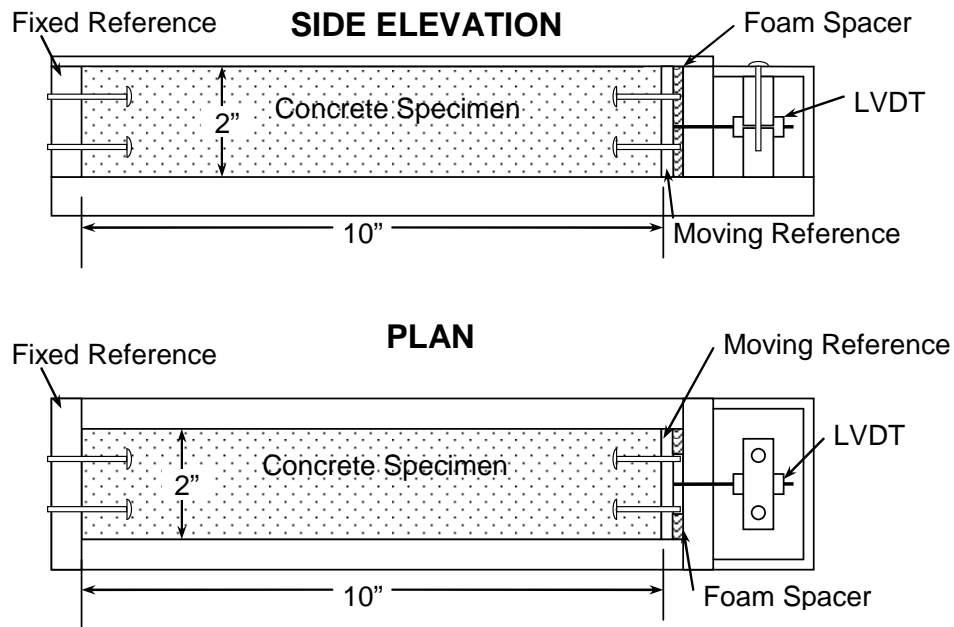 Fixed Reference
SIDE ELEVATION
Foam Spacer
LVDT
Concrete Specimen
2”
10”
Moving Reference
PLAN
Fixed Reference
Moving Reference
LVDT
Concrete Specimen
2”
10”
Foam Spacer